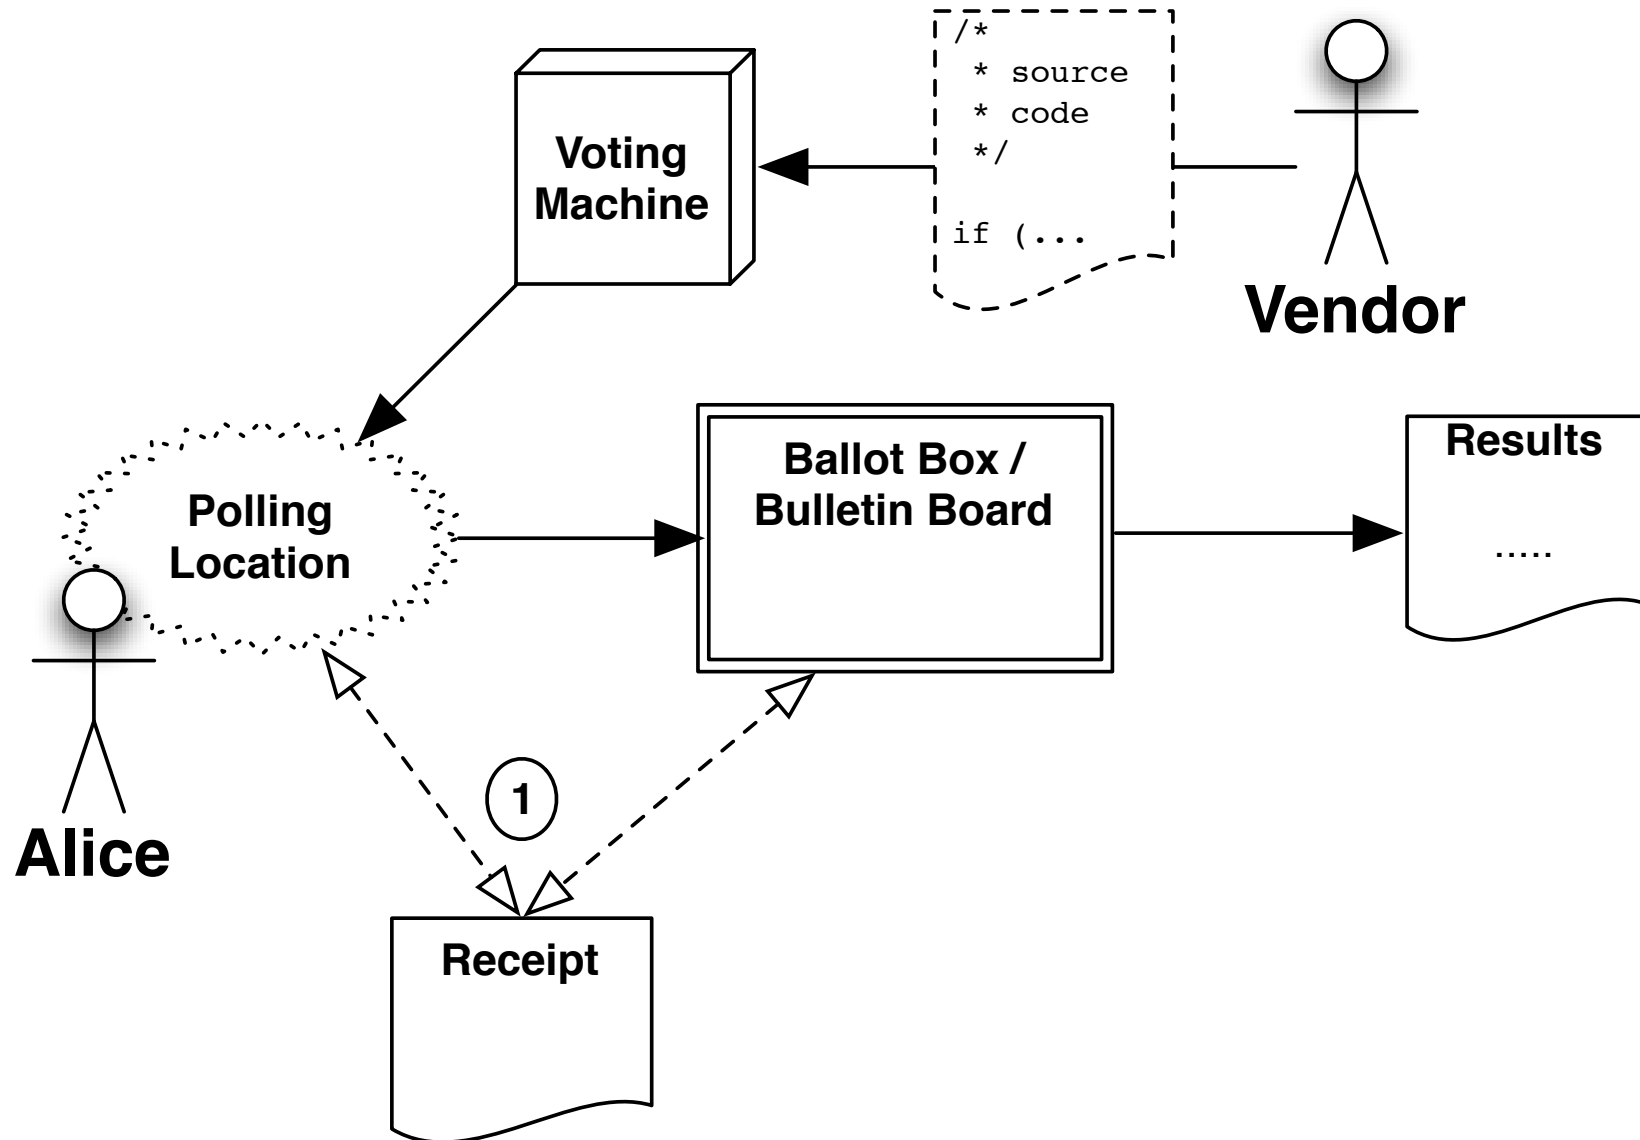 /*
 * source
 * code
 */
if (...
Voting
Machine
Vendor
Polling
Location
Ballot Box /
Bulletin Board
Results
.....
Alice
1
Receipt